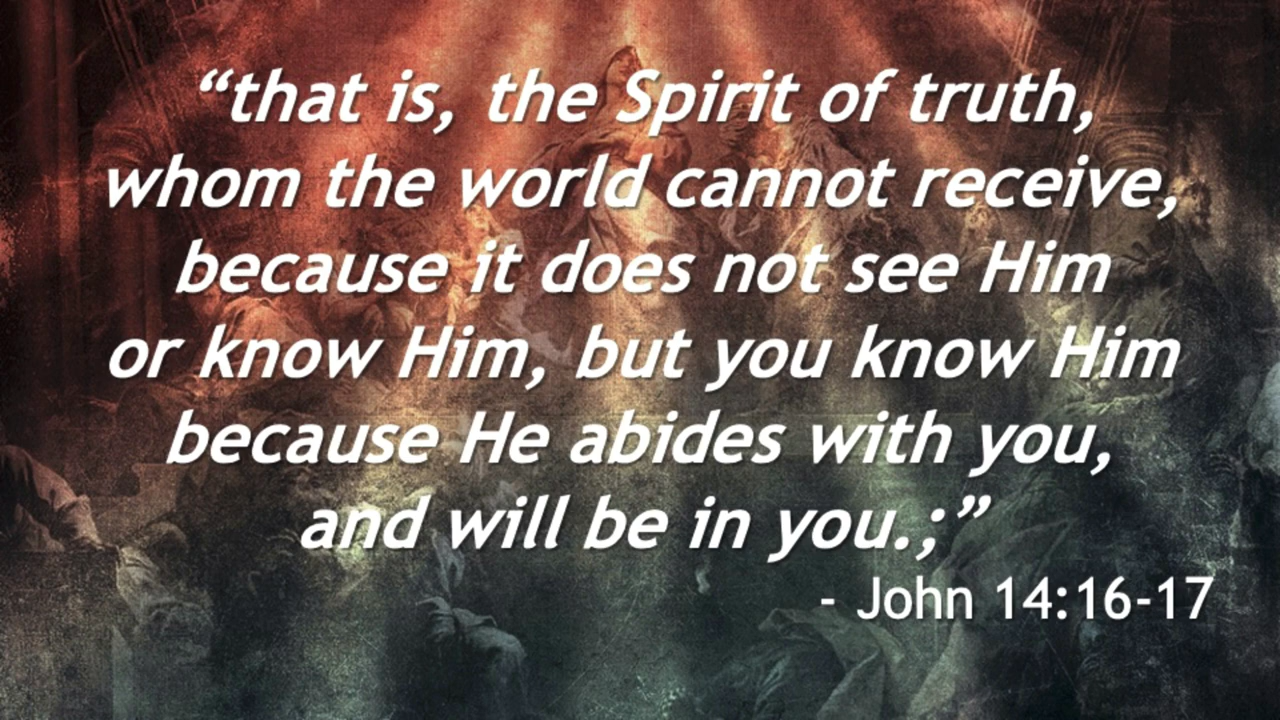 “that is, the Spirit of truth,
whom the world cannot receive,
because it does not see Him
or know Him, but you know Him
because He abides with you,
and will be in you.;”
- John 14:16-17